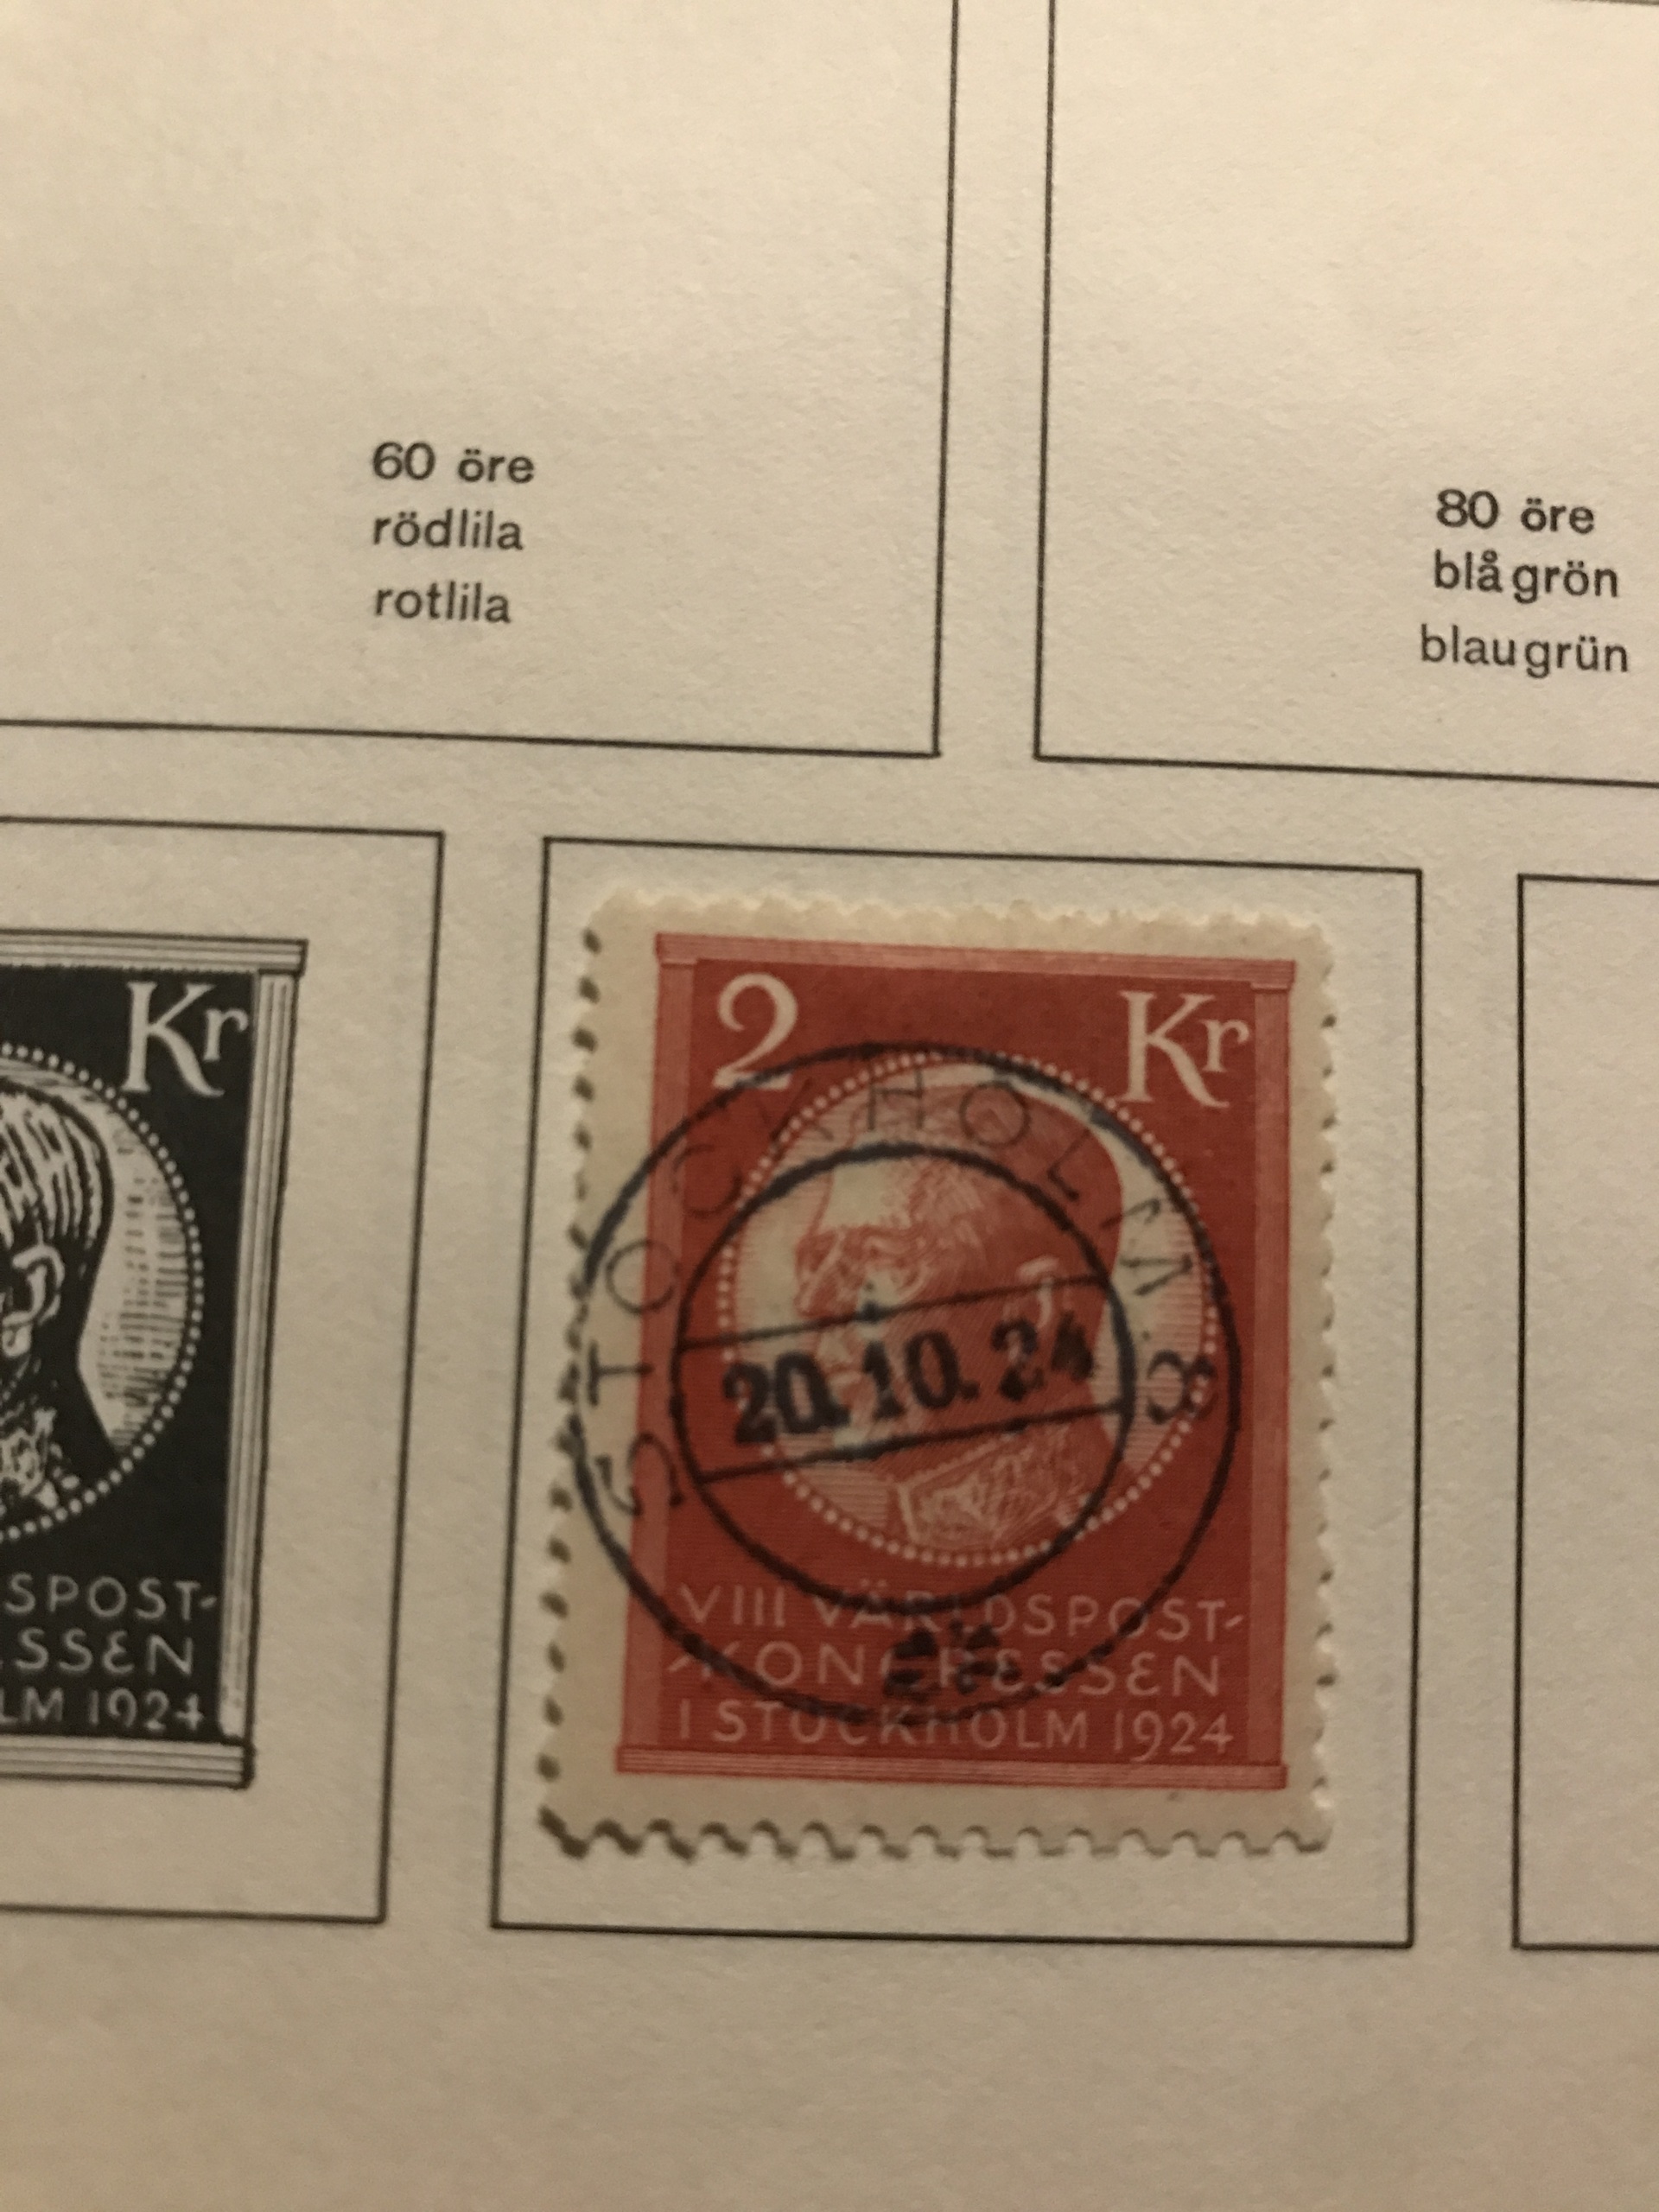 60 öre
rödlila
rotlila
80 öre
blågrön
blaugrün
Kr
SPOST-
SSEN
LM 1924
2 Kr
STOCKHOLM 8
20.10.24
VIII VÄRLDSPOST-
KONGRESSEN
I STOCKHOLM 1924